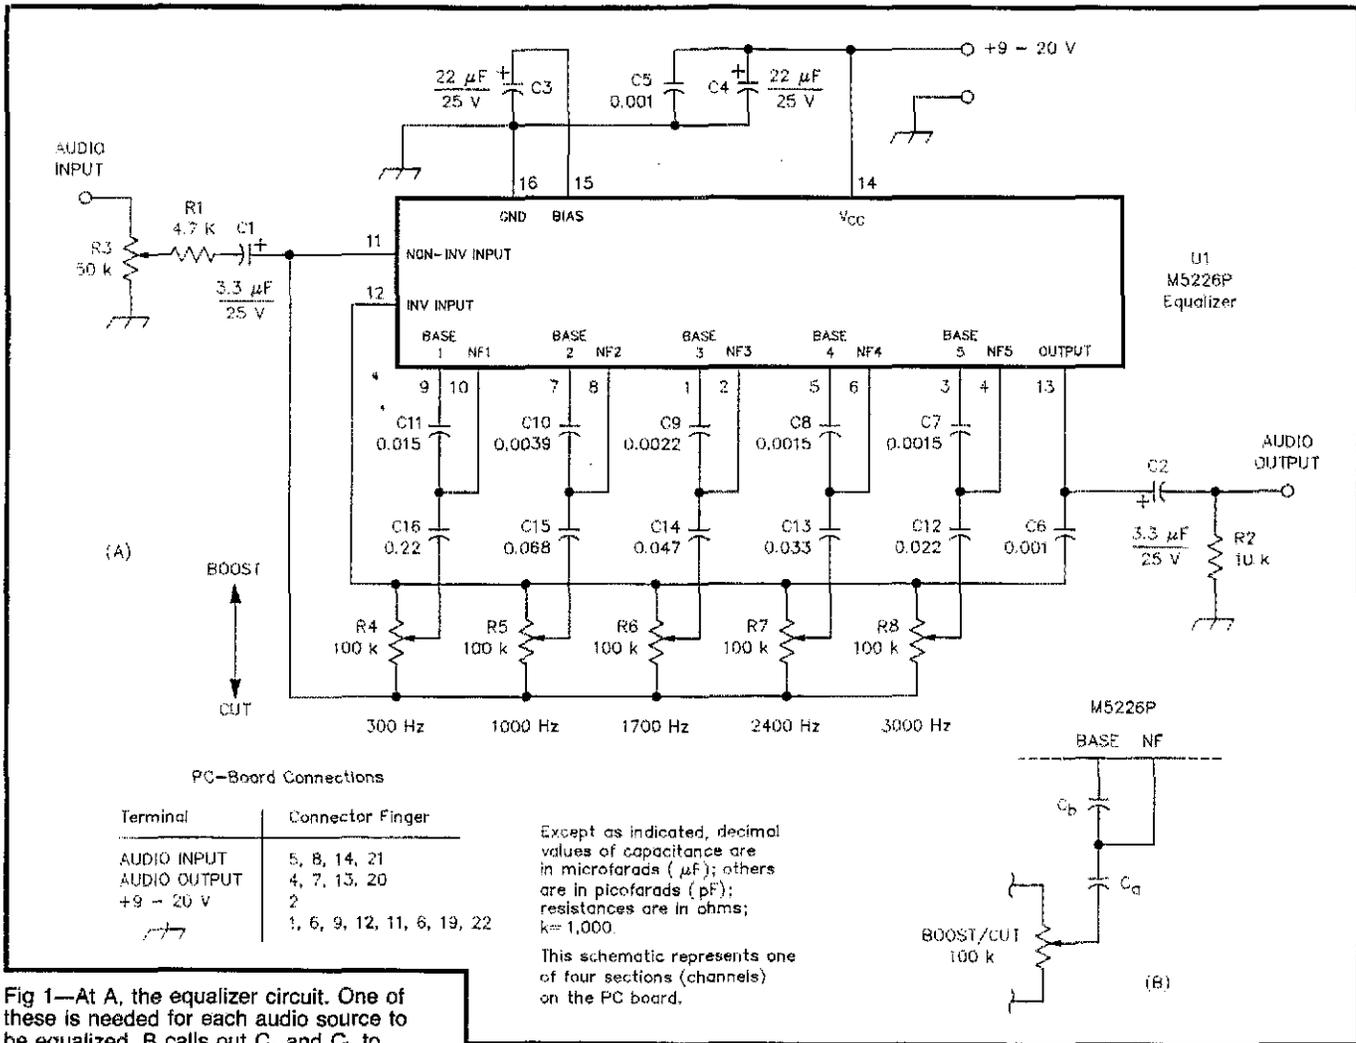 +9 – 20 V
22 µF
25 V
+
C3
C5
0.001
C4
+
22 µF
25 V
AUDIO
INPUT
16
15
14
R1
4.7 K
C1
+
3.3 µF
25 V
R3
50 k
11
12
GND
BIAS
VCC
NON-INV INPUT
INV INPUT
U1
M5226P
Equalizer
BASE
1
NF1
BASE
2
NF2
BASE
3
NF3
BASE
4
NF4
BASE
5
NF5
OUTPUT
9
10
7
8
1
2
5
6
3
4
13
C11
0.015
C10
0.0039
C9
0.0022
C8
0.0015
C7
0.0015
AUDIO
OUTPUT
C2
+
3.3 µF
25 V
R2
10 k
C16
0.22
C15
0.068
C14
0.047
C13
0.033
C12
0.022
C6
0.001
(A)
BOOST
CUT
R4
100 k
R5
100 k
R6
100 k
R7
100 k
R8
100 k
300 Hz
1000 Hz
1700 Hz
2400 Hz
3000 Hz
PC-Board Connections
Terminal Connector Finger
AUDIO INPUT 5, 8, 14, 21
AUDIO OUTPUT 4, 7, 13, 20
+9 – 20 V 2
1, 6, 9, 12, 11, 6, 19, 22
Except as indicated, decimal
values of capacitance are
in microfarads ( µF); others
are in picofarads ( pF);
resistances are in ohms;
k= 1,000.
This schematic represents one
of four sections (channels)
on the PC board.
M5226P
BASE NF
Cb
Ca
BOOST/CUT
100 k
(B)
Fig 1—At A, the equalizer circuit. One of
these is needed for each audio source to
be equalized. B calls out C and C to